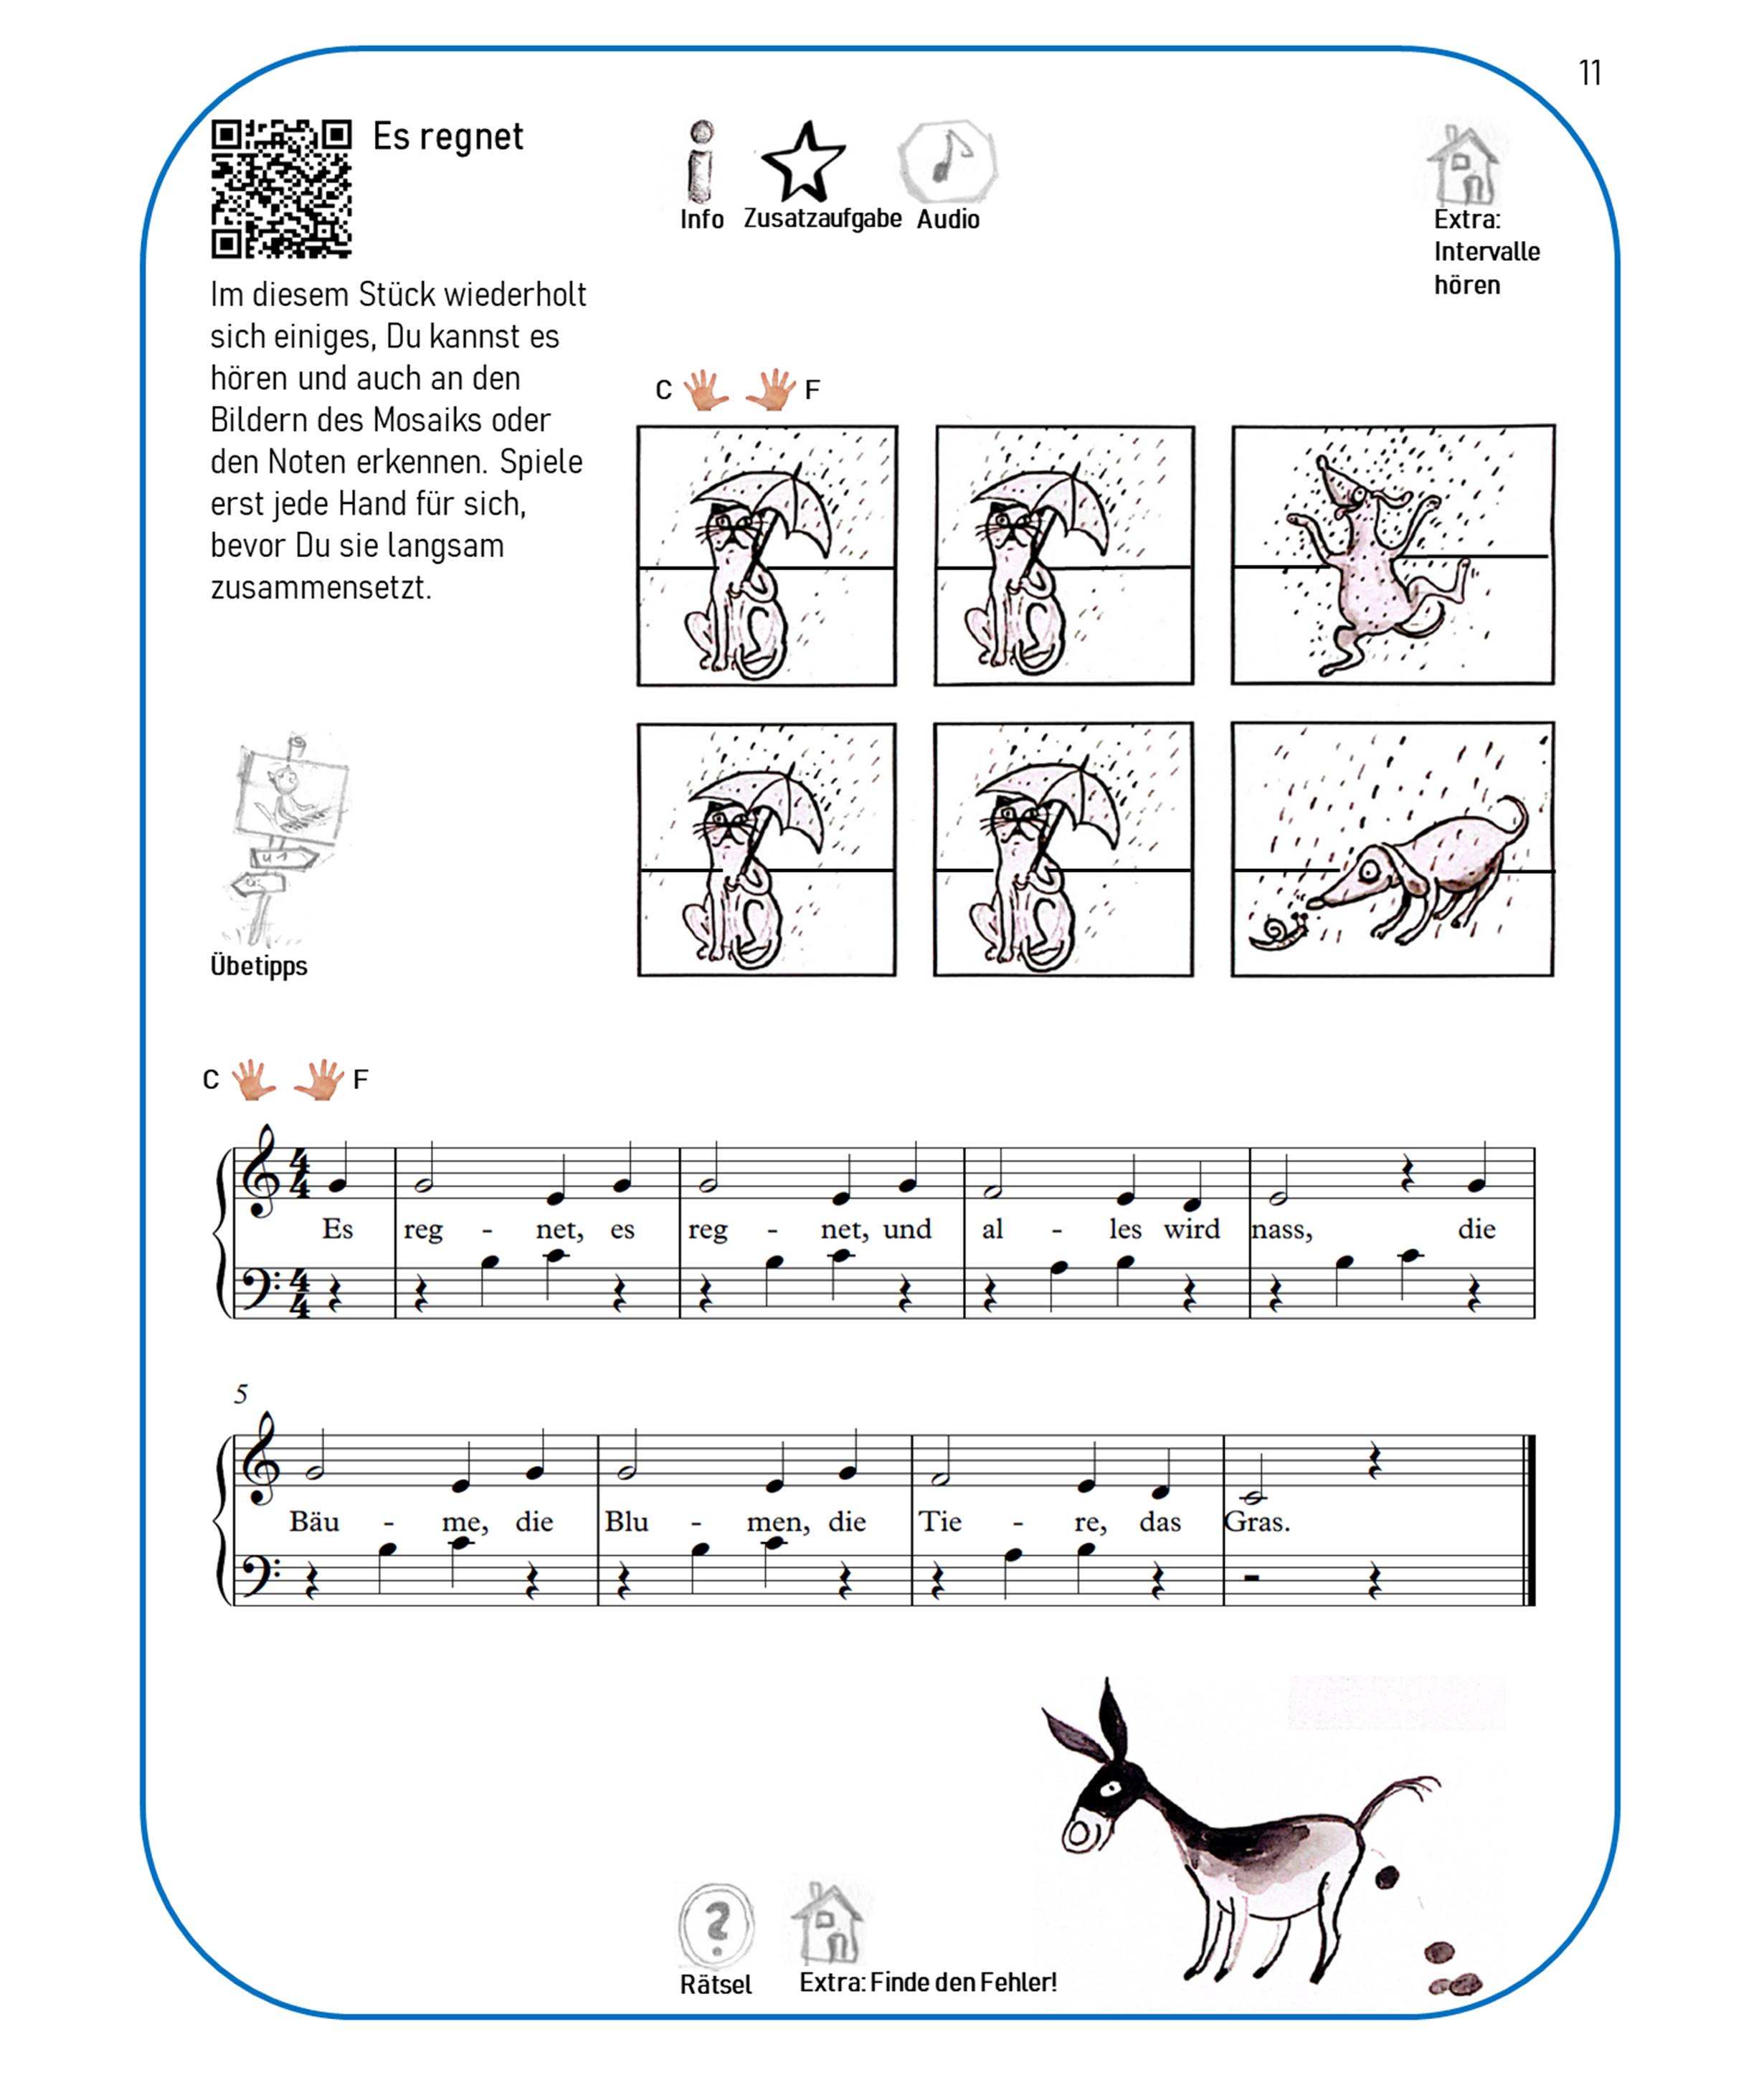 11
Es regnet
Info Zusatzaufgabe Audio
Extra:
Intervalle
hören
Im diesem Stück wiederholt
sich einiges, Du kannst es
hören und auch an den
Bildern des Mosaiks oder
den Noten erkennen. Spiele
erst jede Hand für sich,
bevor Du sie langsam
zusammensetzt.
C F
Übetipps
C F
Es reg - net, es reg - net, und al - les wird nass, die
5
Bäu - me, die Blu - men, die Tie - re, das Gras.
?
Rätsel Extra: Finde den Fehler!